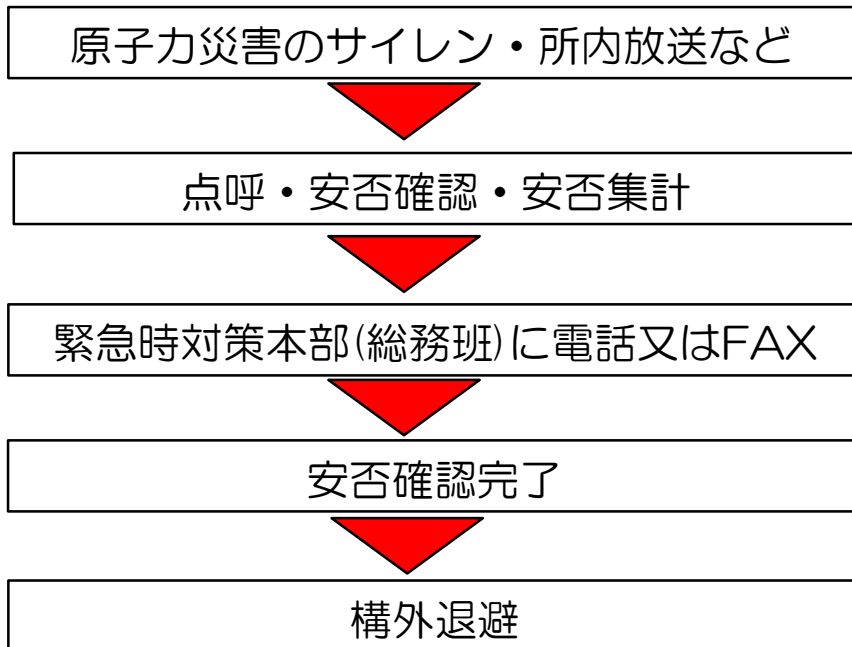 原子力災害のサイレン・所内放送など
点呼・安否確認・安否集計
緊急時対策本部(総務班)に電話又はFAX
安否確認完了
構外退避